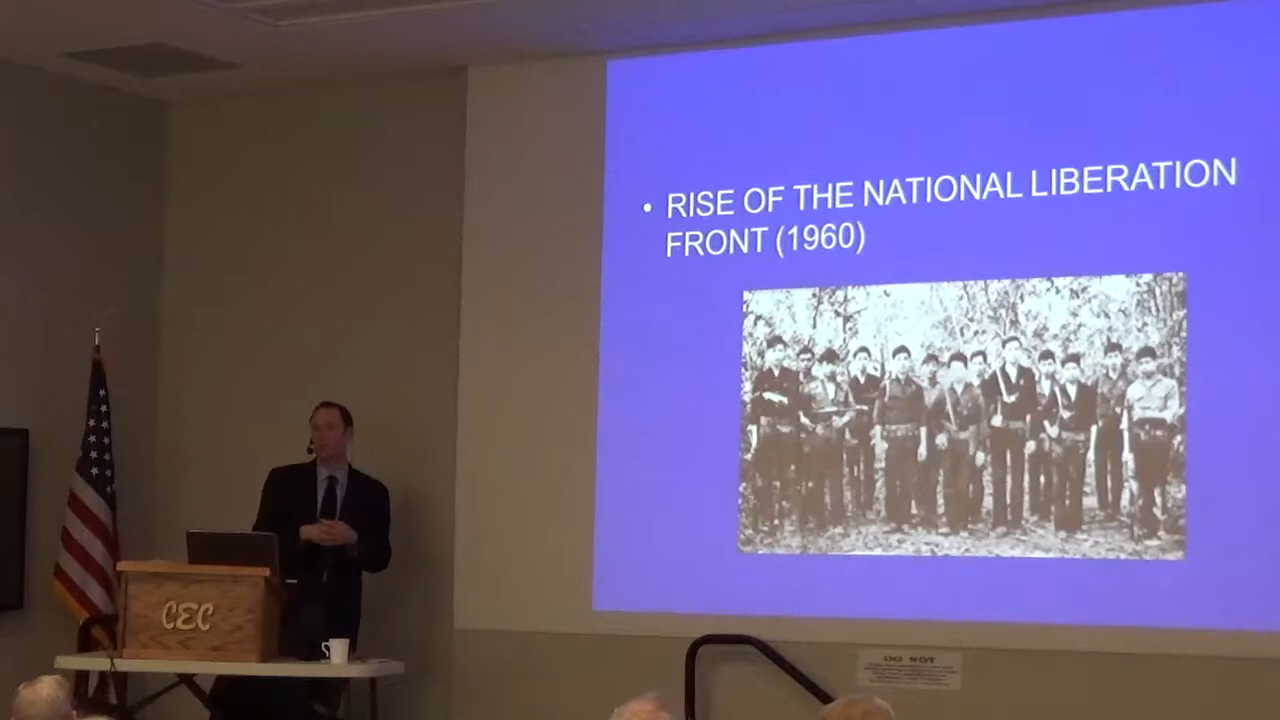 • RISE OF THE NATIONAL LIBERATION
FRONT (1960)
CEC
DO NOT